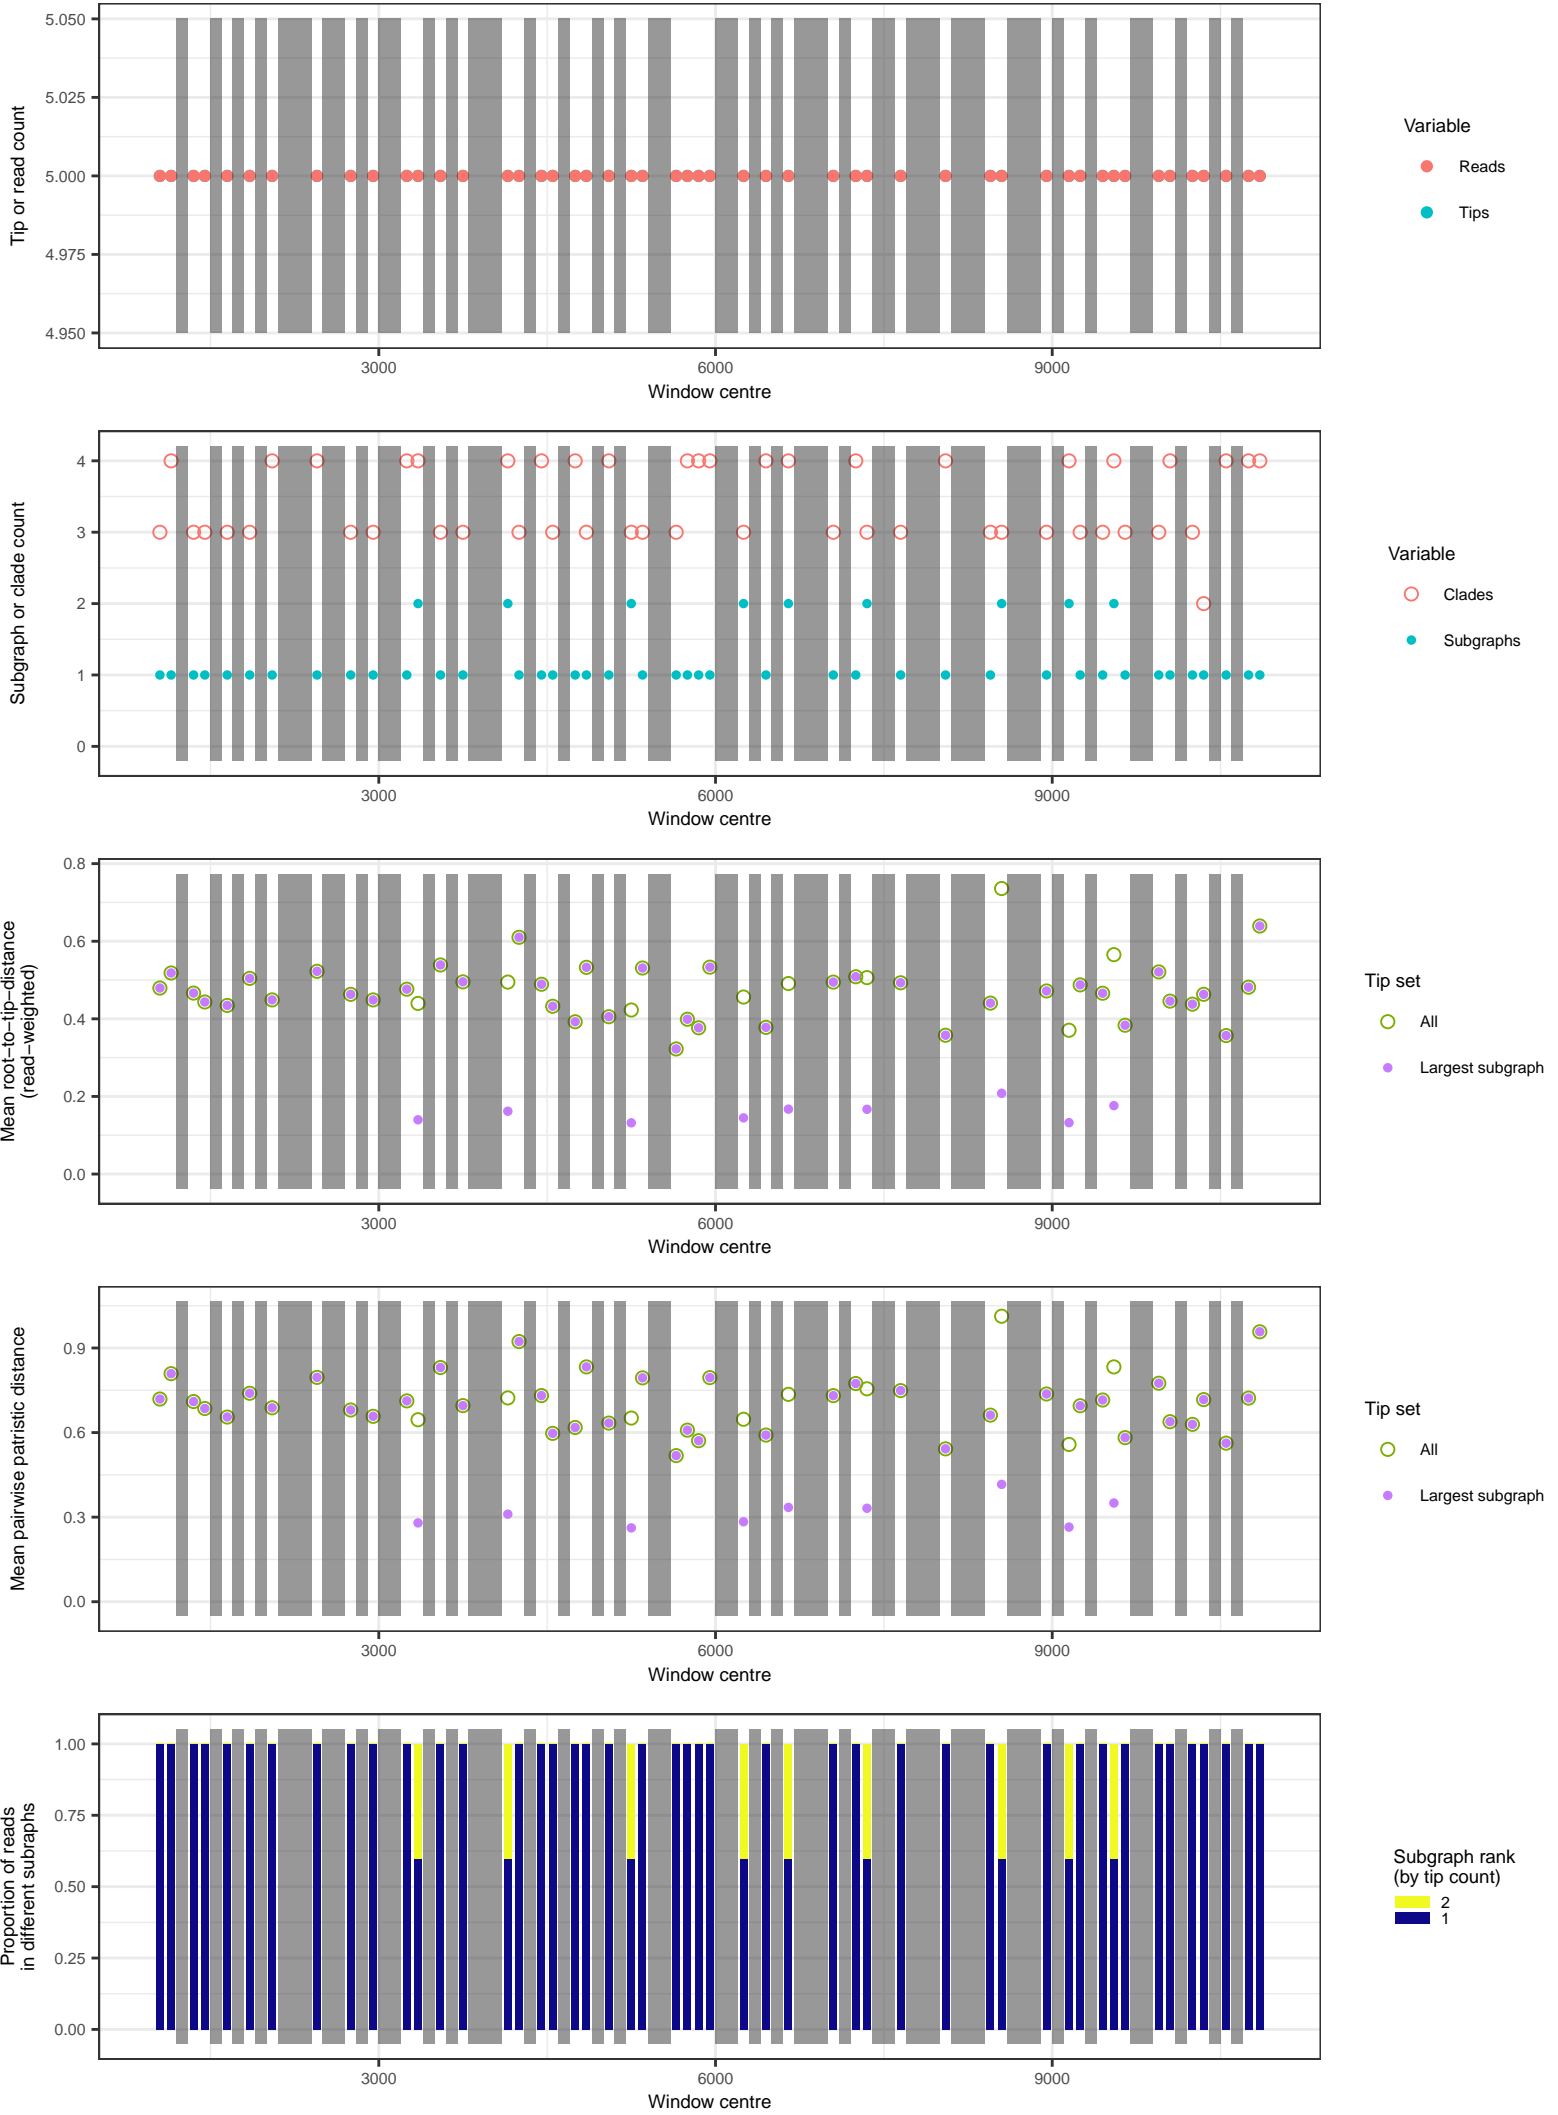 5.050
5.025
5.000
4.975
4.950
Tip or read count
3000 6000 9000
Window centre
Variable
Reads
Tips
4
3
2
1
0
Subgraph or clade count
3000 6000 9000
Window centre
Variable
Clades
Subgraphs
0.8
0.6
0.4
0.2
0.0
Mean root−to−tip−distance
(read−weighted)
3000 6000 9000
Window centre
Tip set
All
Largest subgraph
0.9
0.6
0.3
0.0
Mean pairwise patristic distance
3000 6000 9000
Window centre
Tip set
All
Largest subgraph
1.00
0.75
0.50
0.25
0.00
Proportion of reads
in different subraphs
3000 6000 9000
Window centre
Subgraph rank
(by tip count)
2
1